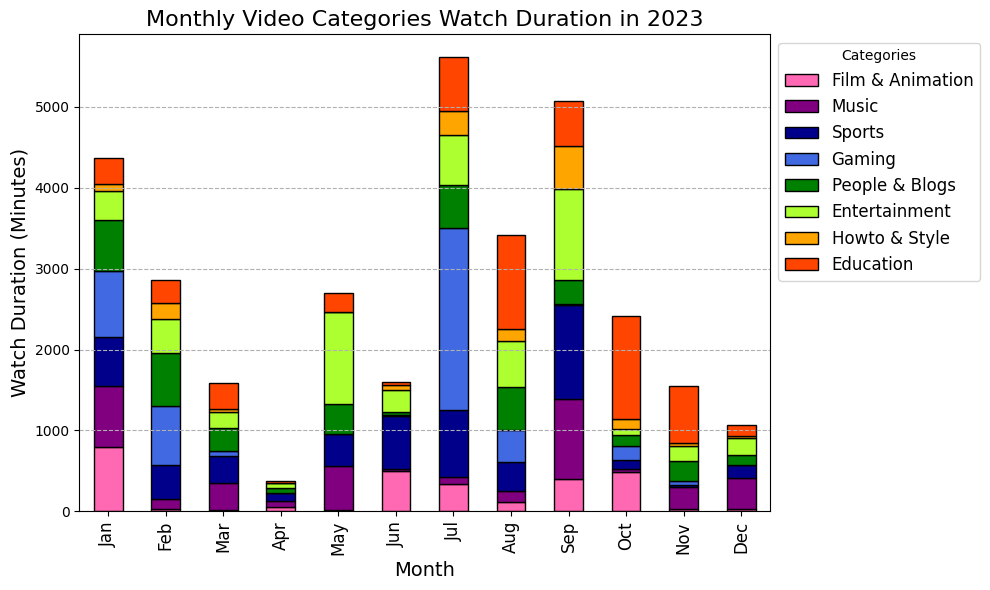 Monthly Video Categories Watch Duration in 2023
Watch Duration (Minutes)
5000
4000
3000
2000
1000
0
Jan
Feb
Mar
Apr
May
Jun
Jul
Aug
Sep
Oct
Nov
Dec
Month
Categories
Film & Animation
Music
Sports
Gaming
People & Blogs
Entertainment
Howto & Style
Education